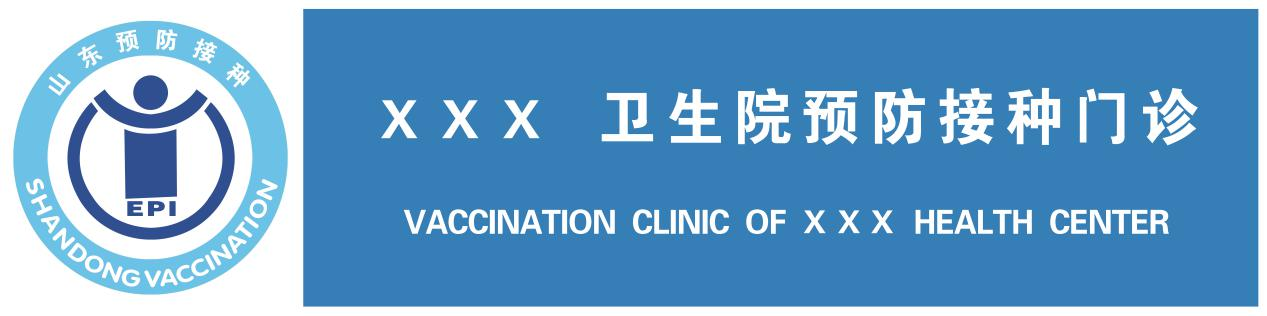 山东预防接种
EPI
SHANDONG VACCINATION
XXX 卫生院预防接种门诊
VACCINATION CLINIC OF XXX HEALTH CENTER